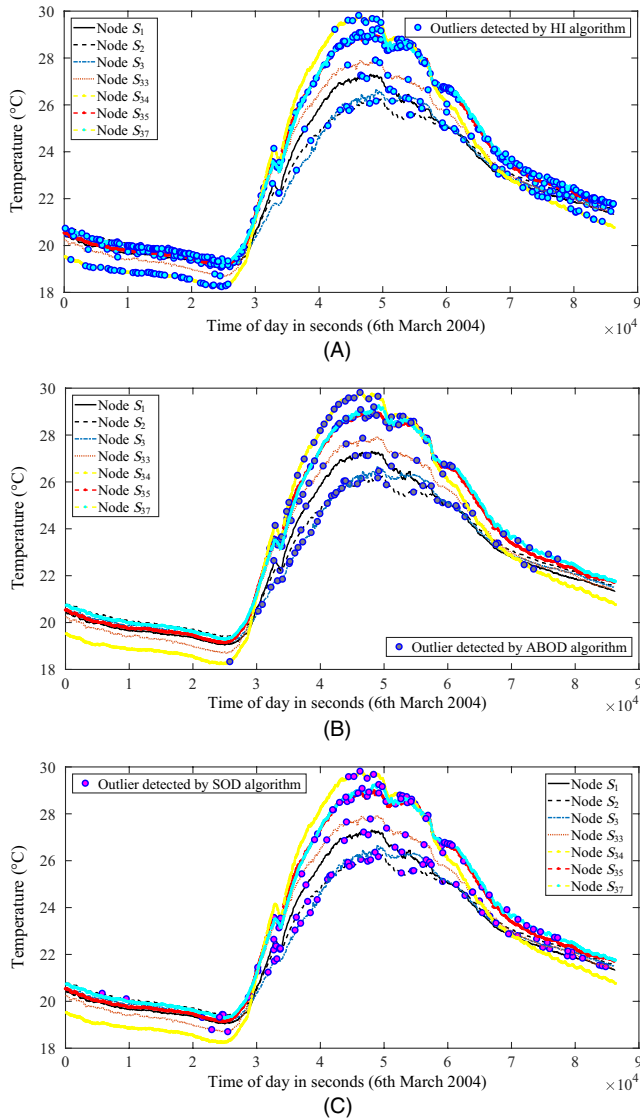 30
28
26
24
22
20
18
Temperature (°C)
Node S1
Node S2
Node S3
Node S33
Node S34
Node S35
Node S37
Outliers detected by HI algorithm
0 1 2 3 4 5 6 7 8 9
×10^4
Time of day in seconds (6th March 2004)
(A)
30
28
26
24
22
20
18
Temperature (°C)
Node S1
Node S2
Node S3
Node S33
Node S34
Node S35
Node S37
Outlier detected by ABOD algorithm
0 1 2 3 4 5 6 7 8 9
×10^4
Time of day in seconds (6th March 2004)
(B)
30
28
26
24
22
20
18
Temperature (°C)
Outlier detected by SOD algorithm
Node S1
Node S2
Node S3
Node S33
Node S34
Node S35
Node S37
0 1 2 3 4 5 6 7 8 9
×10^4
Time of day in seconds (6th March 2004)
(C)